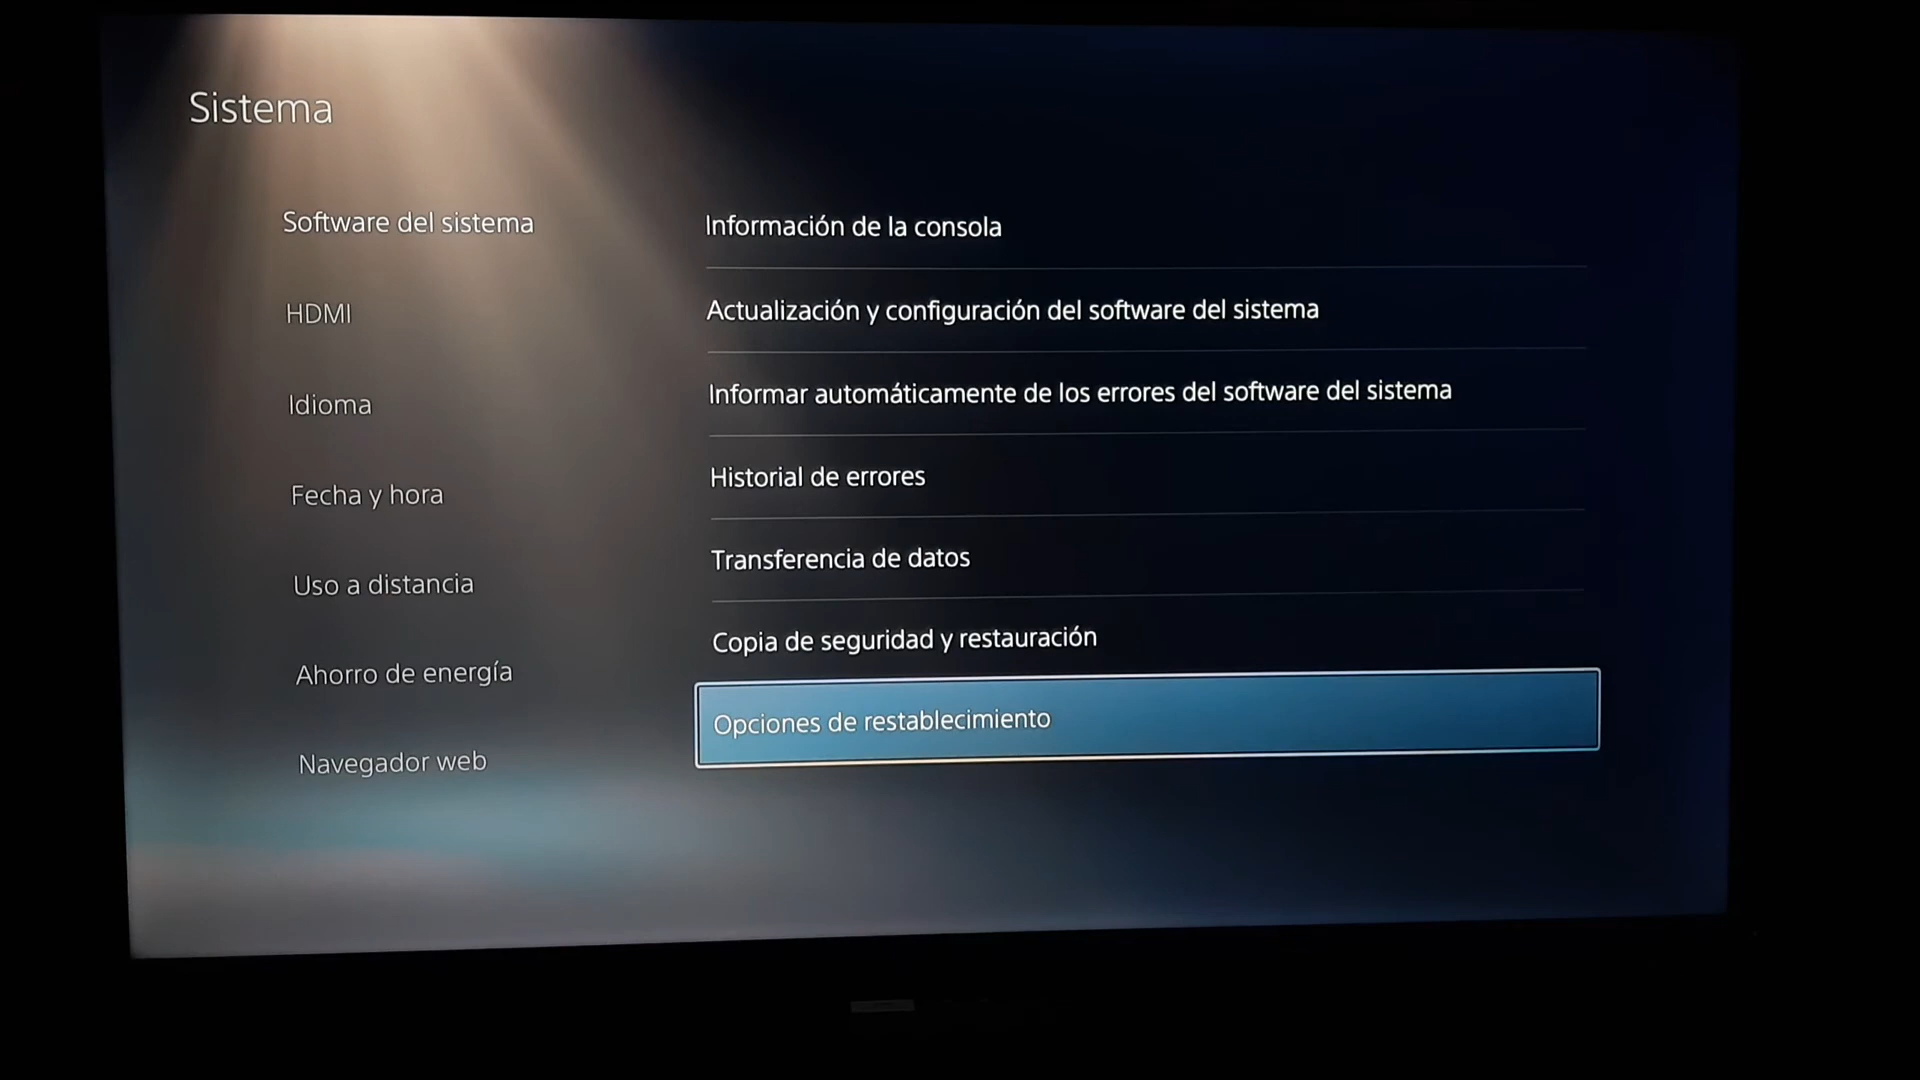 Sistema
Software del sistema
HDMI
Idioma
Fecha y hora
Uso a distancia
Ahorro de energía
Navegador web
Información de la consola
Actualización y configuración del software del sistema
Informar automáticamente de los errores del software del sistema
Historial de errores
Transferencia de datos
Copia de seguridad y restauración
Opciones de restablecimiento